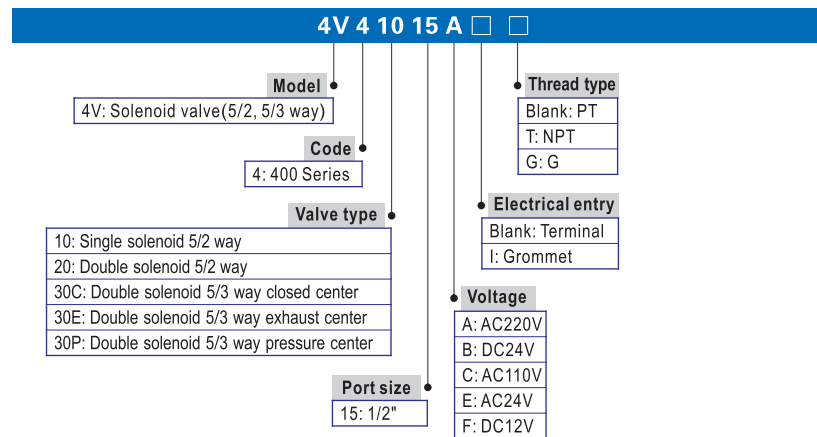 4V 4 10 15 A □ □
Model
4V: Solenoid valve(5/2, 5/3 way)
Code
4: 400 Series
Valve type
10: Single solenoid 5/2 way
20: Double solenoid 5/2 way
30C: Double solenoid 5/3 way closed center
30E: Double solenoid 5/3 way exhaust center
30P: Double solenoid 5/3 way pressure center
Port size
15: 1/2"
Thread type
Blank: PT
T: NPT
G: G
Electrical entry
Blank: Terminal
I: Grommet
Voltage
A: AC220V
B: DC24V
C: AC110V
E: AC24V
F: DC12V